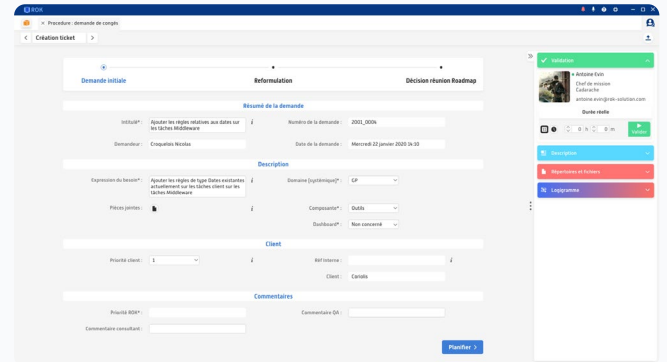 ROK
× Procedure : demande de congés
< Création ticket >
Demande initiale Reformulation Décision réunion Roadmap
Résumé de la demande
Intitulé* : Ajouter les règles relatives aux dates sur les tâches Middleware i Numéro de la demande : 2001_0004
Demandeur : Croquelois Nicolas Date de la demande : Mercredi 22 janvier 2020 14:10
Description
Expression du besoin* : Ajouter les règles de type Dates existantes actuellement sur les tâches client sur les tâches Middleware i Domaine (systémique)* : GP
Pièces jointes : i Composante* : Outils
Dashboard* : Non concerné
Client
Priorité client : 1 i Réf Interne : i
Client : Coriolis
Commentaires
Priorité ROK* : Commentaire QA :
Commentaire consultant :
Planifier >
Validation
Antoine Evin
Chef de mission
Cadarache
antoine.evin@rok-solution.com
Durée réelle
0 h 0 m Valider
Description
Répertoires et fichiers
Logigramme